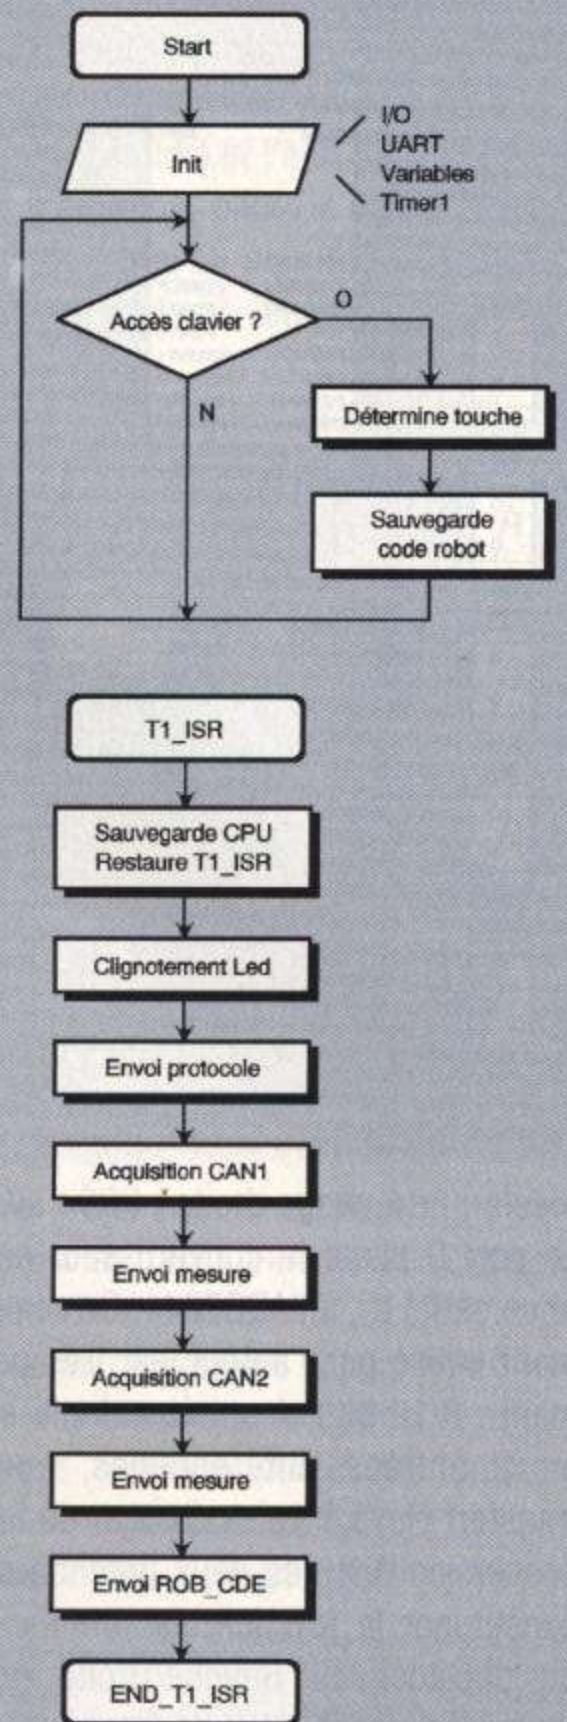 Start
Init
I/O
UART
Variables
Timer1
Accès clavier ?
O
N
Détermine touche
Sauvegarde
code robot
T1_ISR
Sauvegarde CPU
Restaure T1_ISR
Clignotement Led
Envoi protocole
Acquisition CAN1
Envoi mesure
Acquisition CAN2
Envoi mesure
Envoi ROB_CDE
END_T1_ISR